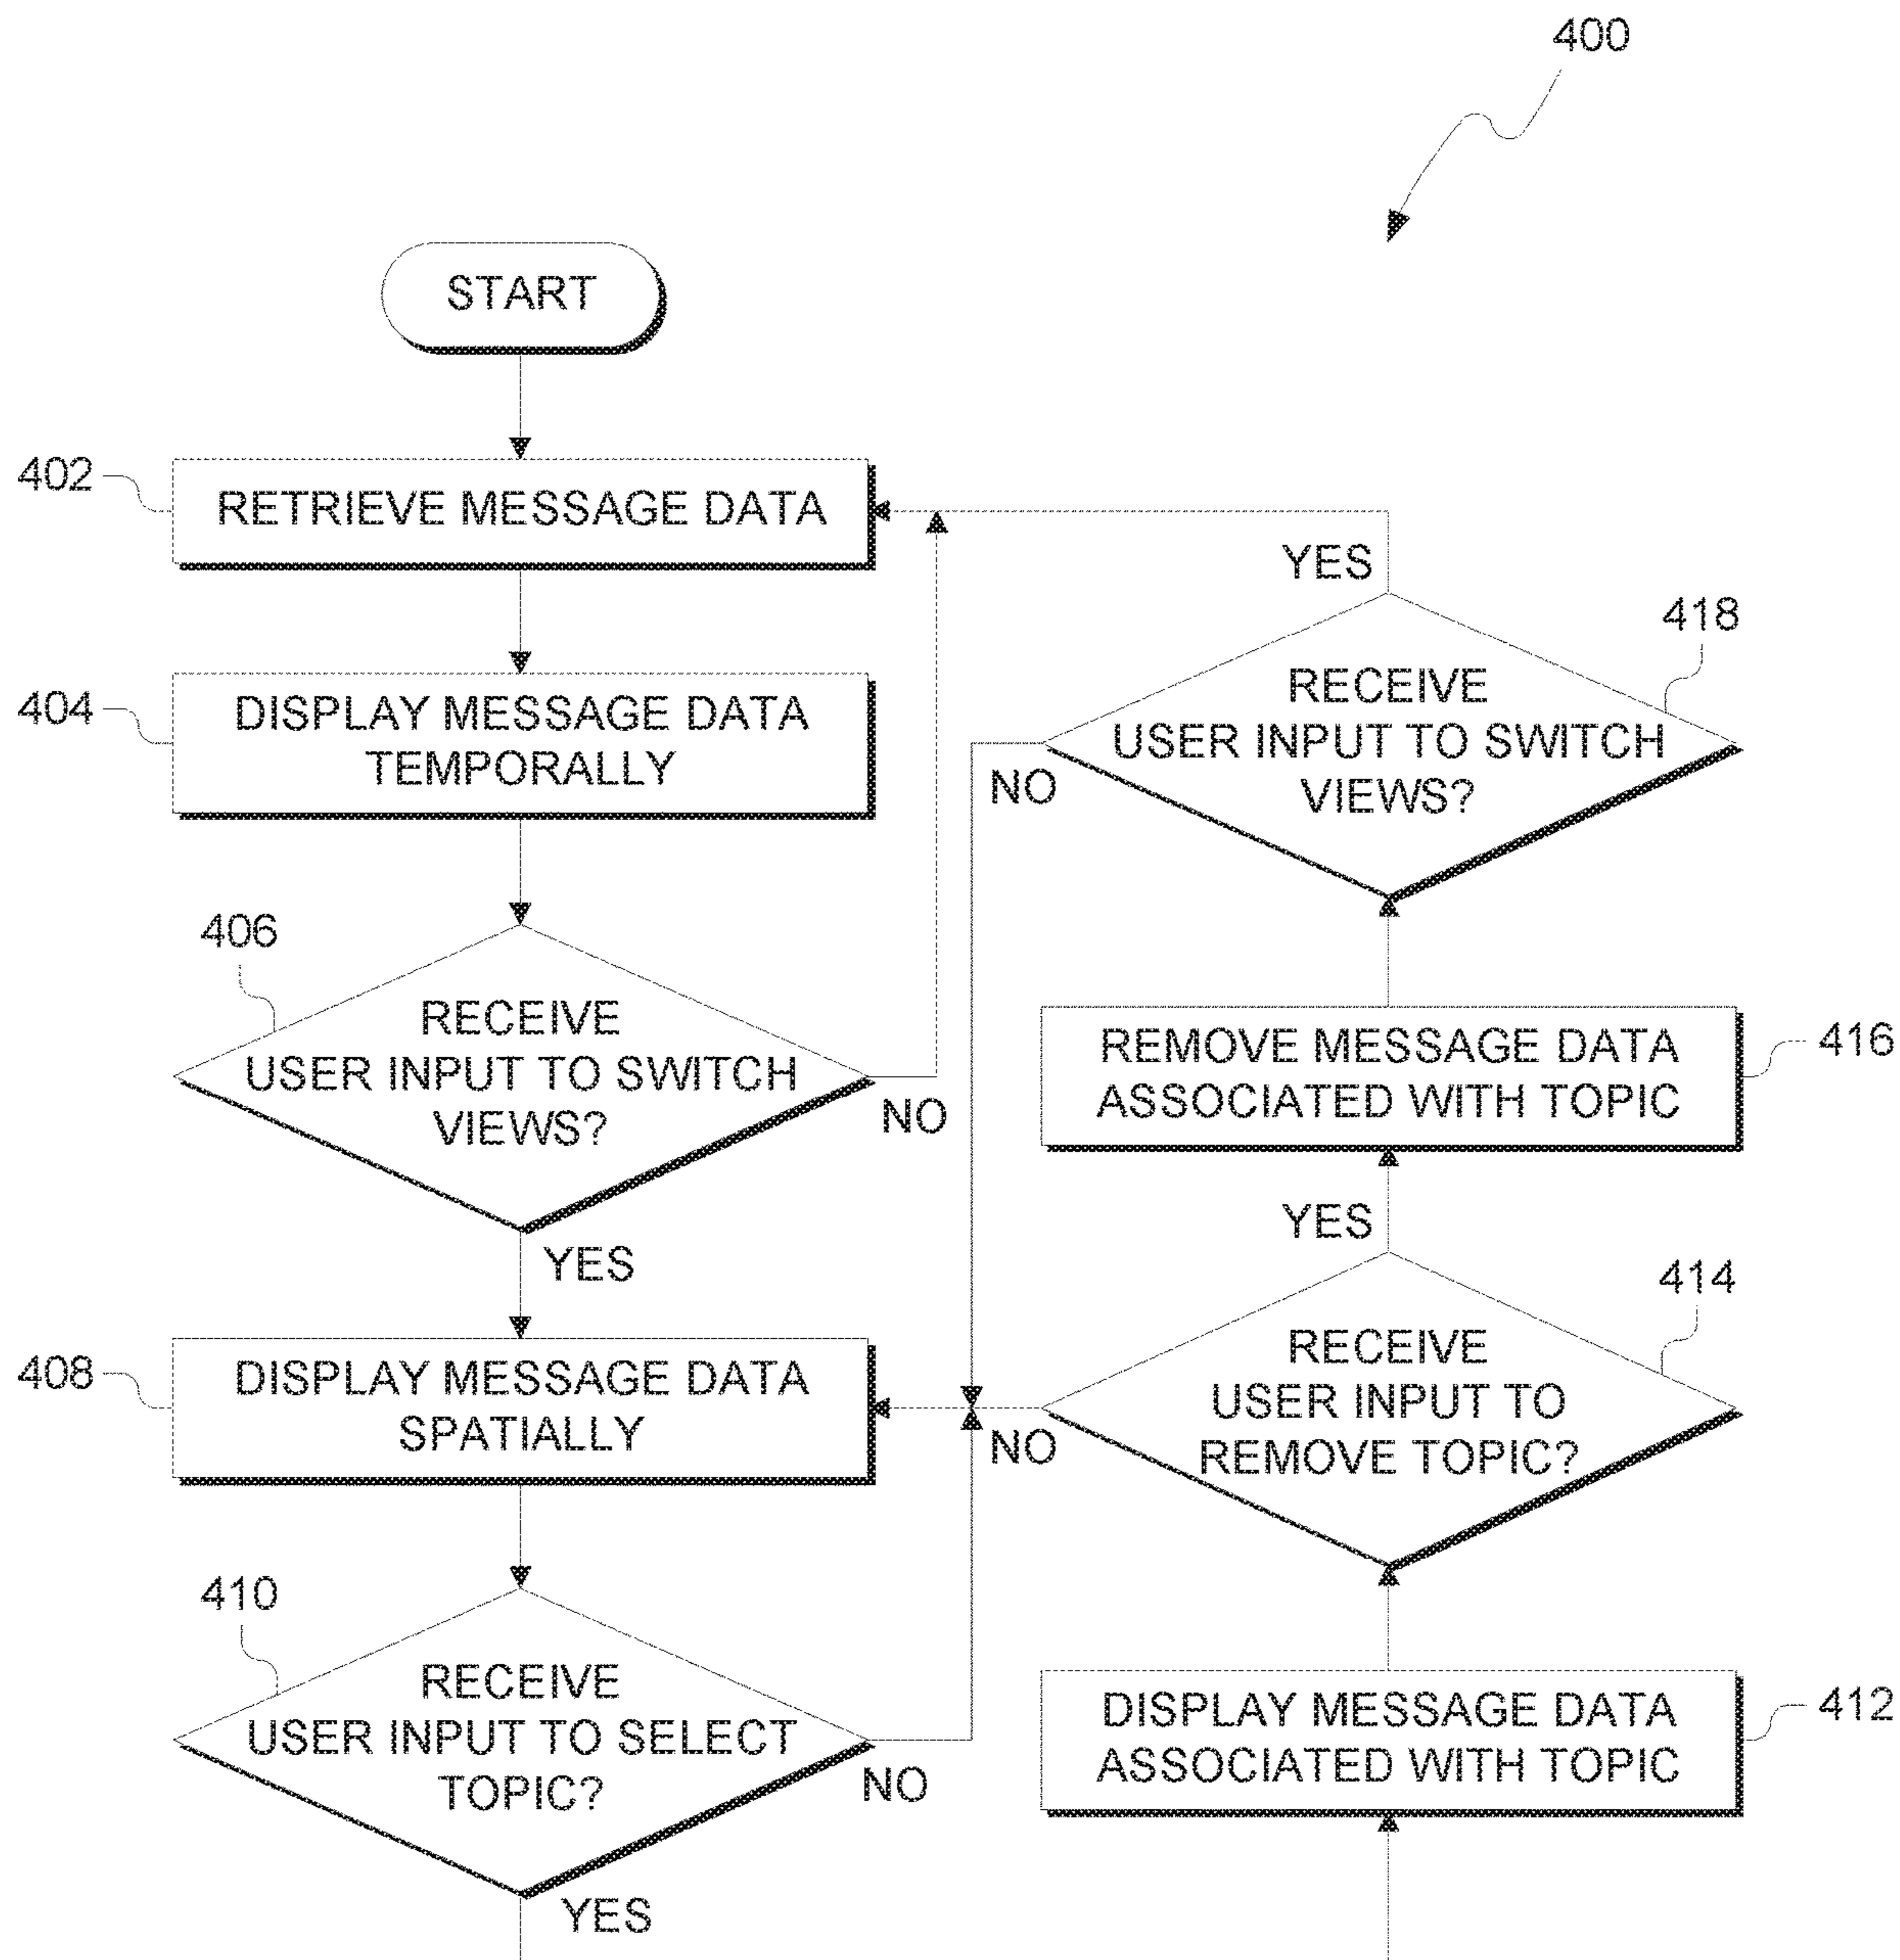 400
START
402
RETRIEVE MESSAGE DATA
404
DISPLAY MESSAGE DATA
TEMPORALLY
406
RECEIVE
USER INPUT TO SWITCH
VIEWS?
NO
YES
408
DISPLAY MESSAGE DATA
SPATIALLY
410
RECEIVE
USER INPUT TO SELECT
TOPIC?
NO
YES
412
DISPLAY MESSAGE DATA
ASSOCIATED WITH TOPIC
414
RECEIVE
USER INPUT TO
REMOVE TOPIC?
NO
YES
416
REMOVE MESSAGE DATA
ASSOCIATED WITH TOPIC
418
RECEIVE
USER INPUT TO SWITCH
VIEWS?
NO
YES